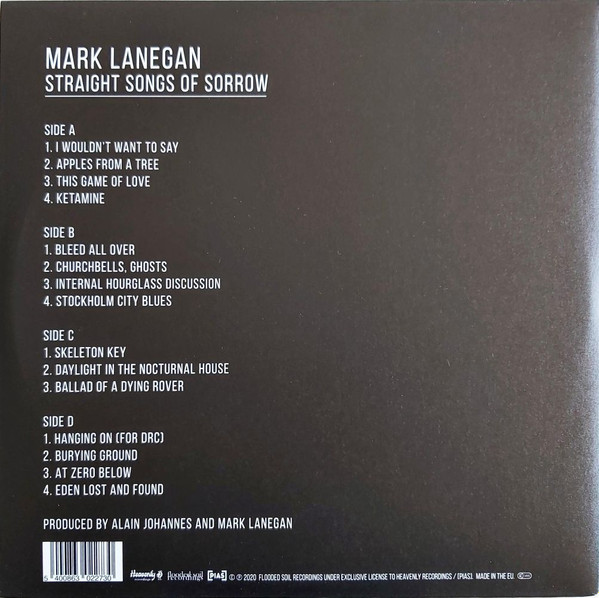 MARK LANEGAN
STRAIGHT SONGS OF SORROW
SIDE A
1. I WOULDN'T WANT TO SAY
2. APPLES FROM A TREE
3. THIS GAME OF LOVE
4. KETAMINE
SIDE B
1. BLEED ALL OVER
2. CHURCHBELLS, GHOSTS
3. INTERNAL HOURGLASS DISCUSSION
4. STOCKHOLM CITY BLUES
SIDE C
1. SKELETON KEY
2. DAYLIGHT IN THE NOCTURNAL HOUSE
3. BALLAD OF A DYING ROVER
SIDE D
1. HANGING ON (FOR DRC)
2. BURYING GROUND
3. AT ZERO BELOW
4. EDEN LOST AND FOUND
PRODUCED BY ALAIN JOHANNES AND MARK LANEGAN
5 400863 022730
Heavenly [PIAS] © ℗ 2020 FLOODED SOIL RECORDINGS UNDER EXCLUSIVE LICENSE TO HEAVENLY RECORDINGS / [PIAS]. MADE IN THE EU.